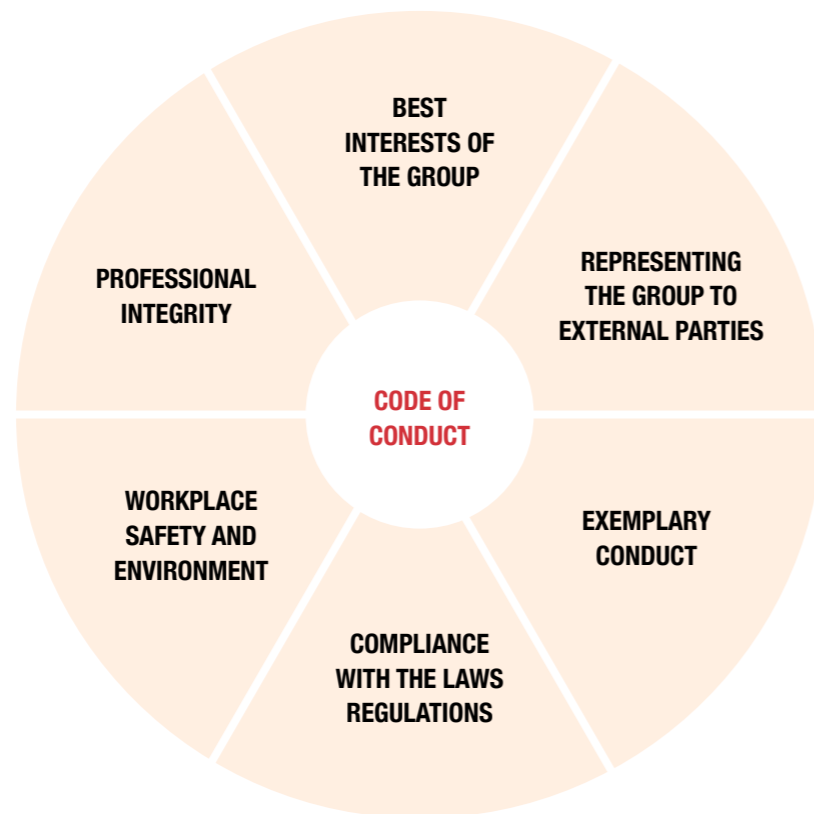 BEST
INTERESTS OF
THE GROUP
REPRESENTING
THE GROUP TO
EXTERNAL PARTIES
EXEMPLARY
CONDUCT
COMPLIANCE
WITH THE LAWS
REGULATIONS
WORKPLACE
SAFETY AND
ENVIRONMENT
PROFESSIONAL
INTEGRITY
CODE OF
CONDUCT